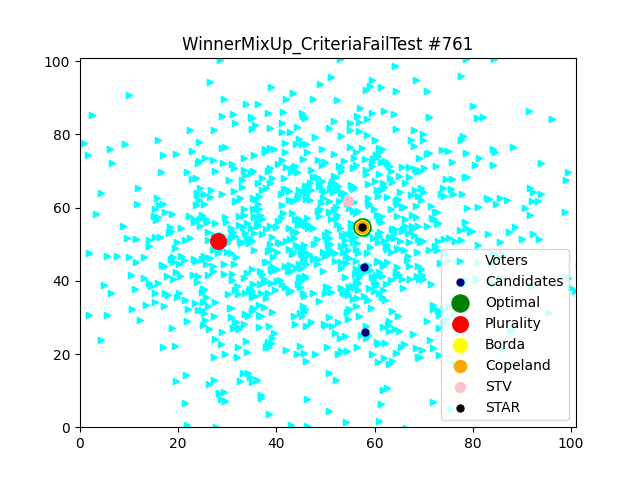 WinnerMixUp_CriteriaFailTest #761
100
80
60
40
20
0
0
20
40
60
80
100
Voters
Candidates
Optimal
Plurality
Borda
Copeland
STV
STAR